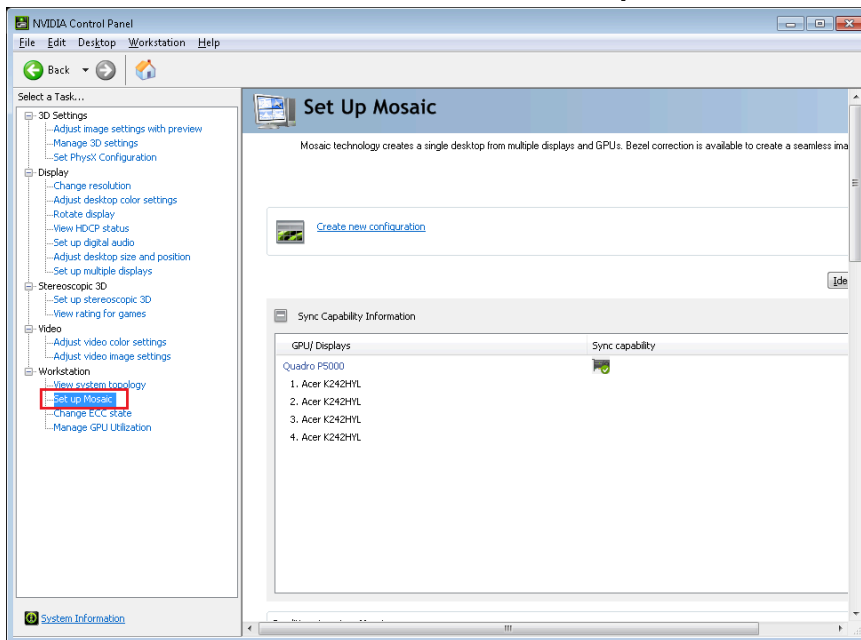 NVIDIA Control Panel
File Edit Desktop Workstation Help
Back
Select a Task...
3D Settings
Adjust image settings with preview
Manage 3D settings
Set PhysX Configuration
Display
Change resolution
Adjust desktop color settings
Rotate display
View HDCP status
Set up digital audio
Adjust desktop size and position
Set up multiple displays
Stereoscopic 3D
Set up stereoscopic 3D
View rating for games
Video
Adjust video color settings
Adjust video image settings
Workstation
View system topology
Set up Mosaic
Change ECC state
Manage GPU Utilization
System Information
Set Up Mosaic
Mosaic technology creates a single desktop from multiple displays and GPUs. Bezel correction is available to create a seamless ima
Create new configuration
Ide
Sync Capability Information
GPU/ Displays Sync capability
Quadro P5000
1. Acer K242HYL
2. Acer K242HYL
3. Acer K242HYL
4. Acer K242HYL